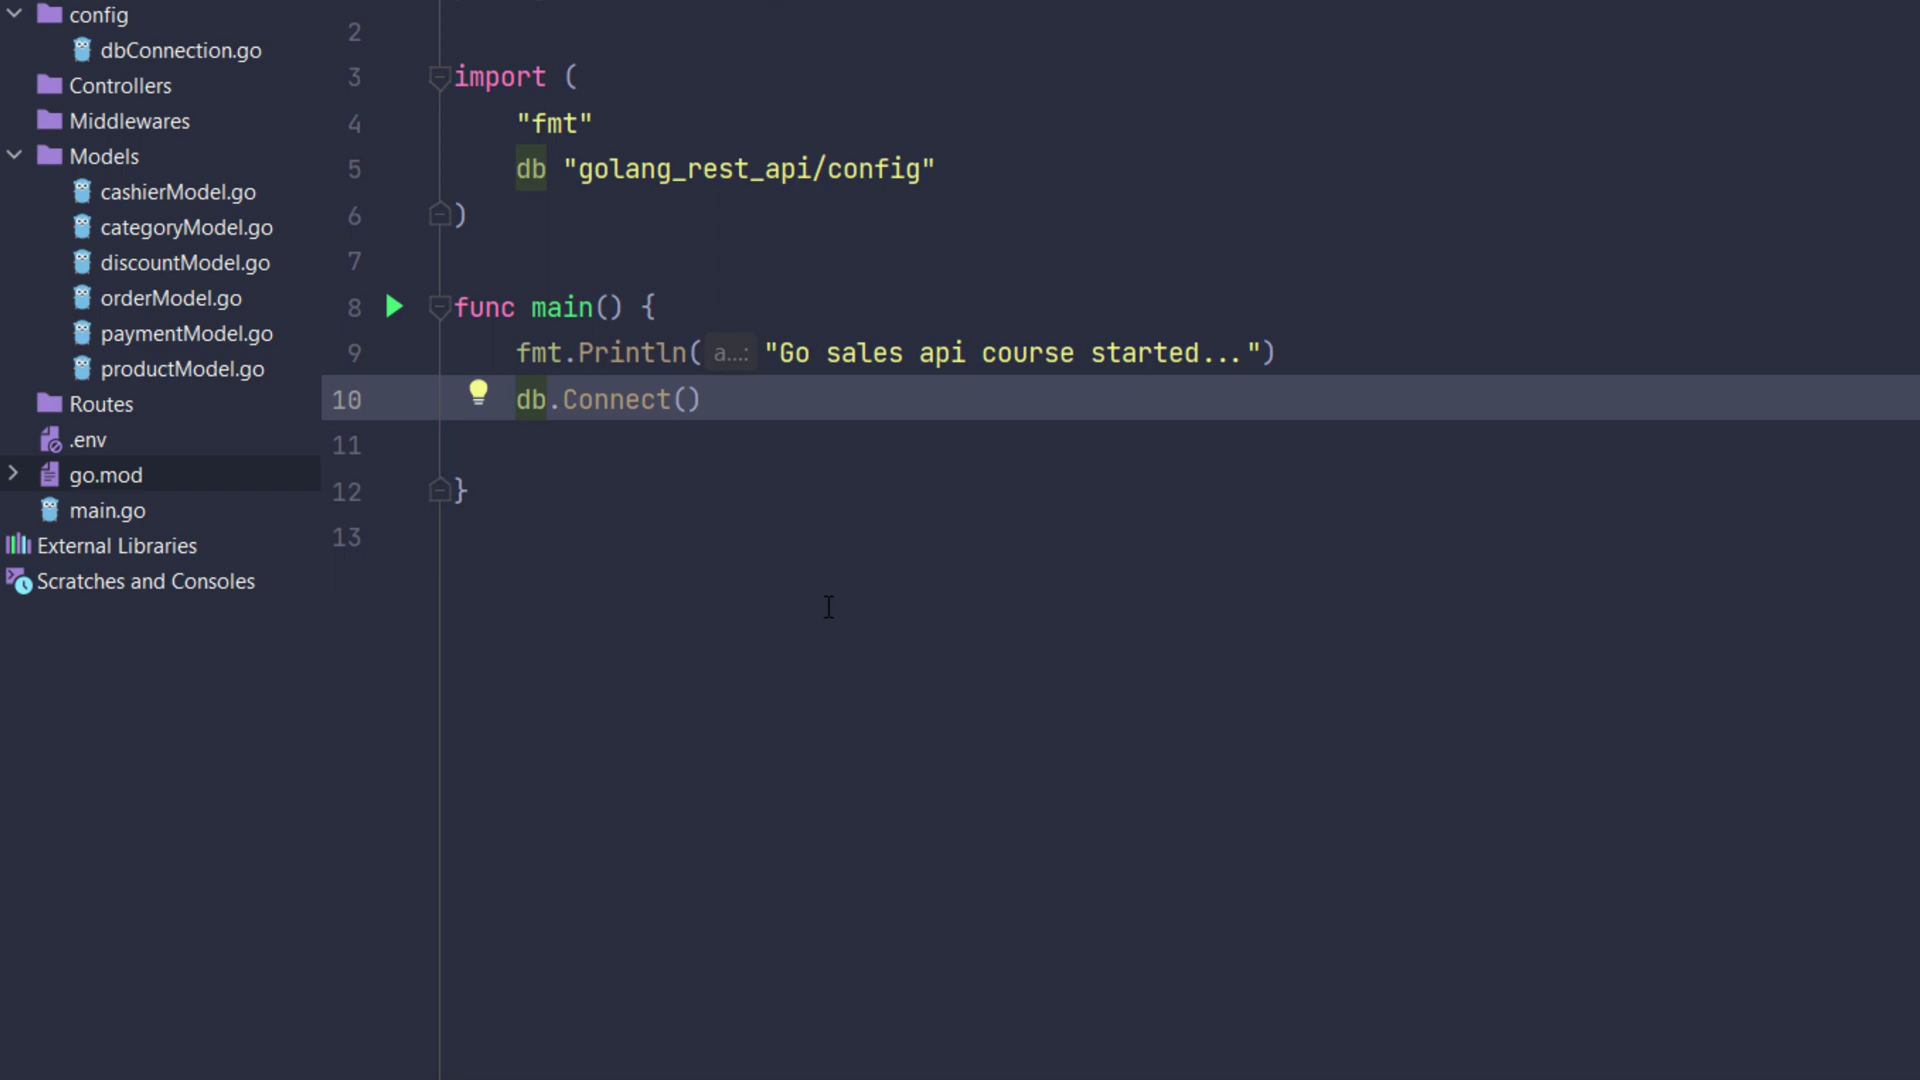 config
dbConnection.go
Controllers
Middlewares
Models
cashierModel.go
categoryModel.go
discountModel.go
orderModel.go
paymentModel.go
productModel.go
Routes
.env
go.mod
main.go
External Libraries
Scratches and Consoles
2
3 import (
4 "fmt"
5 db "golang_rest_api/config"
6 )
7
8 func main() {
9 fmt.Println( a...: "Go sales api course started...")
10 db.Connect()
11
12 }
13